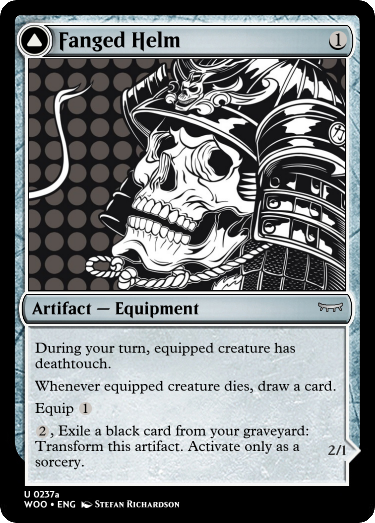 Fanged Helm 1
Artifact — Equipment
During your turn, equipped creature has
deathtouch.
Whenever equipped creature dies, draw a card.
Equip 1
2, Exile a black card from your graveyard:
Transform this artifact. Activate only as a
sorcery.
2/1
U 0237a
WOO • ENG Stefan Richardson